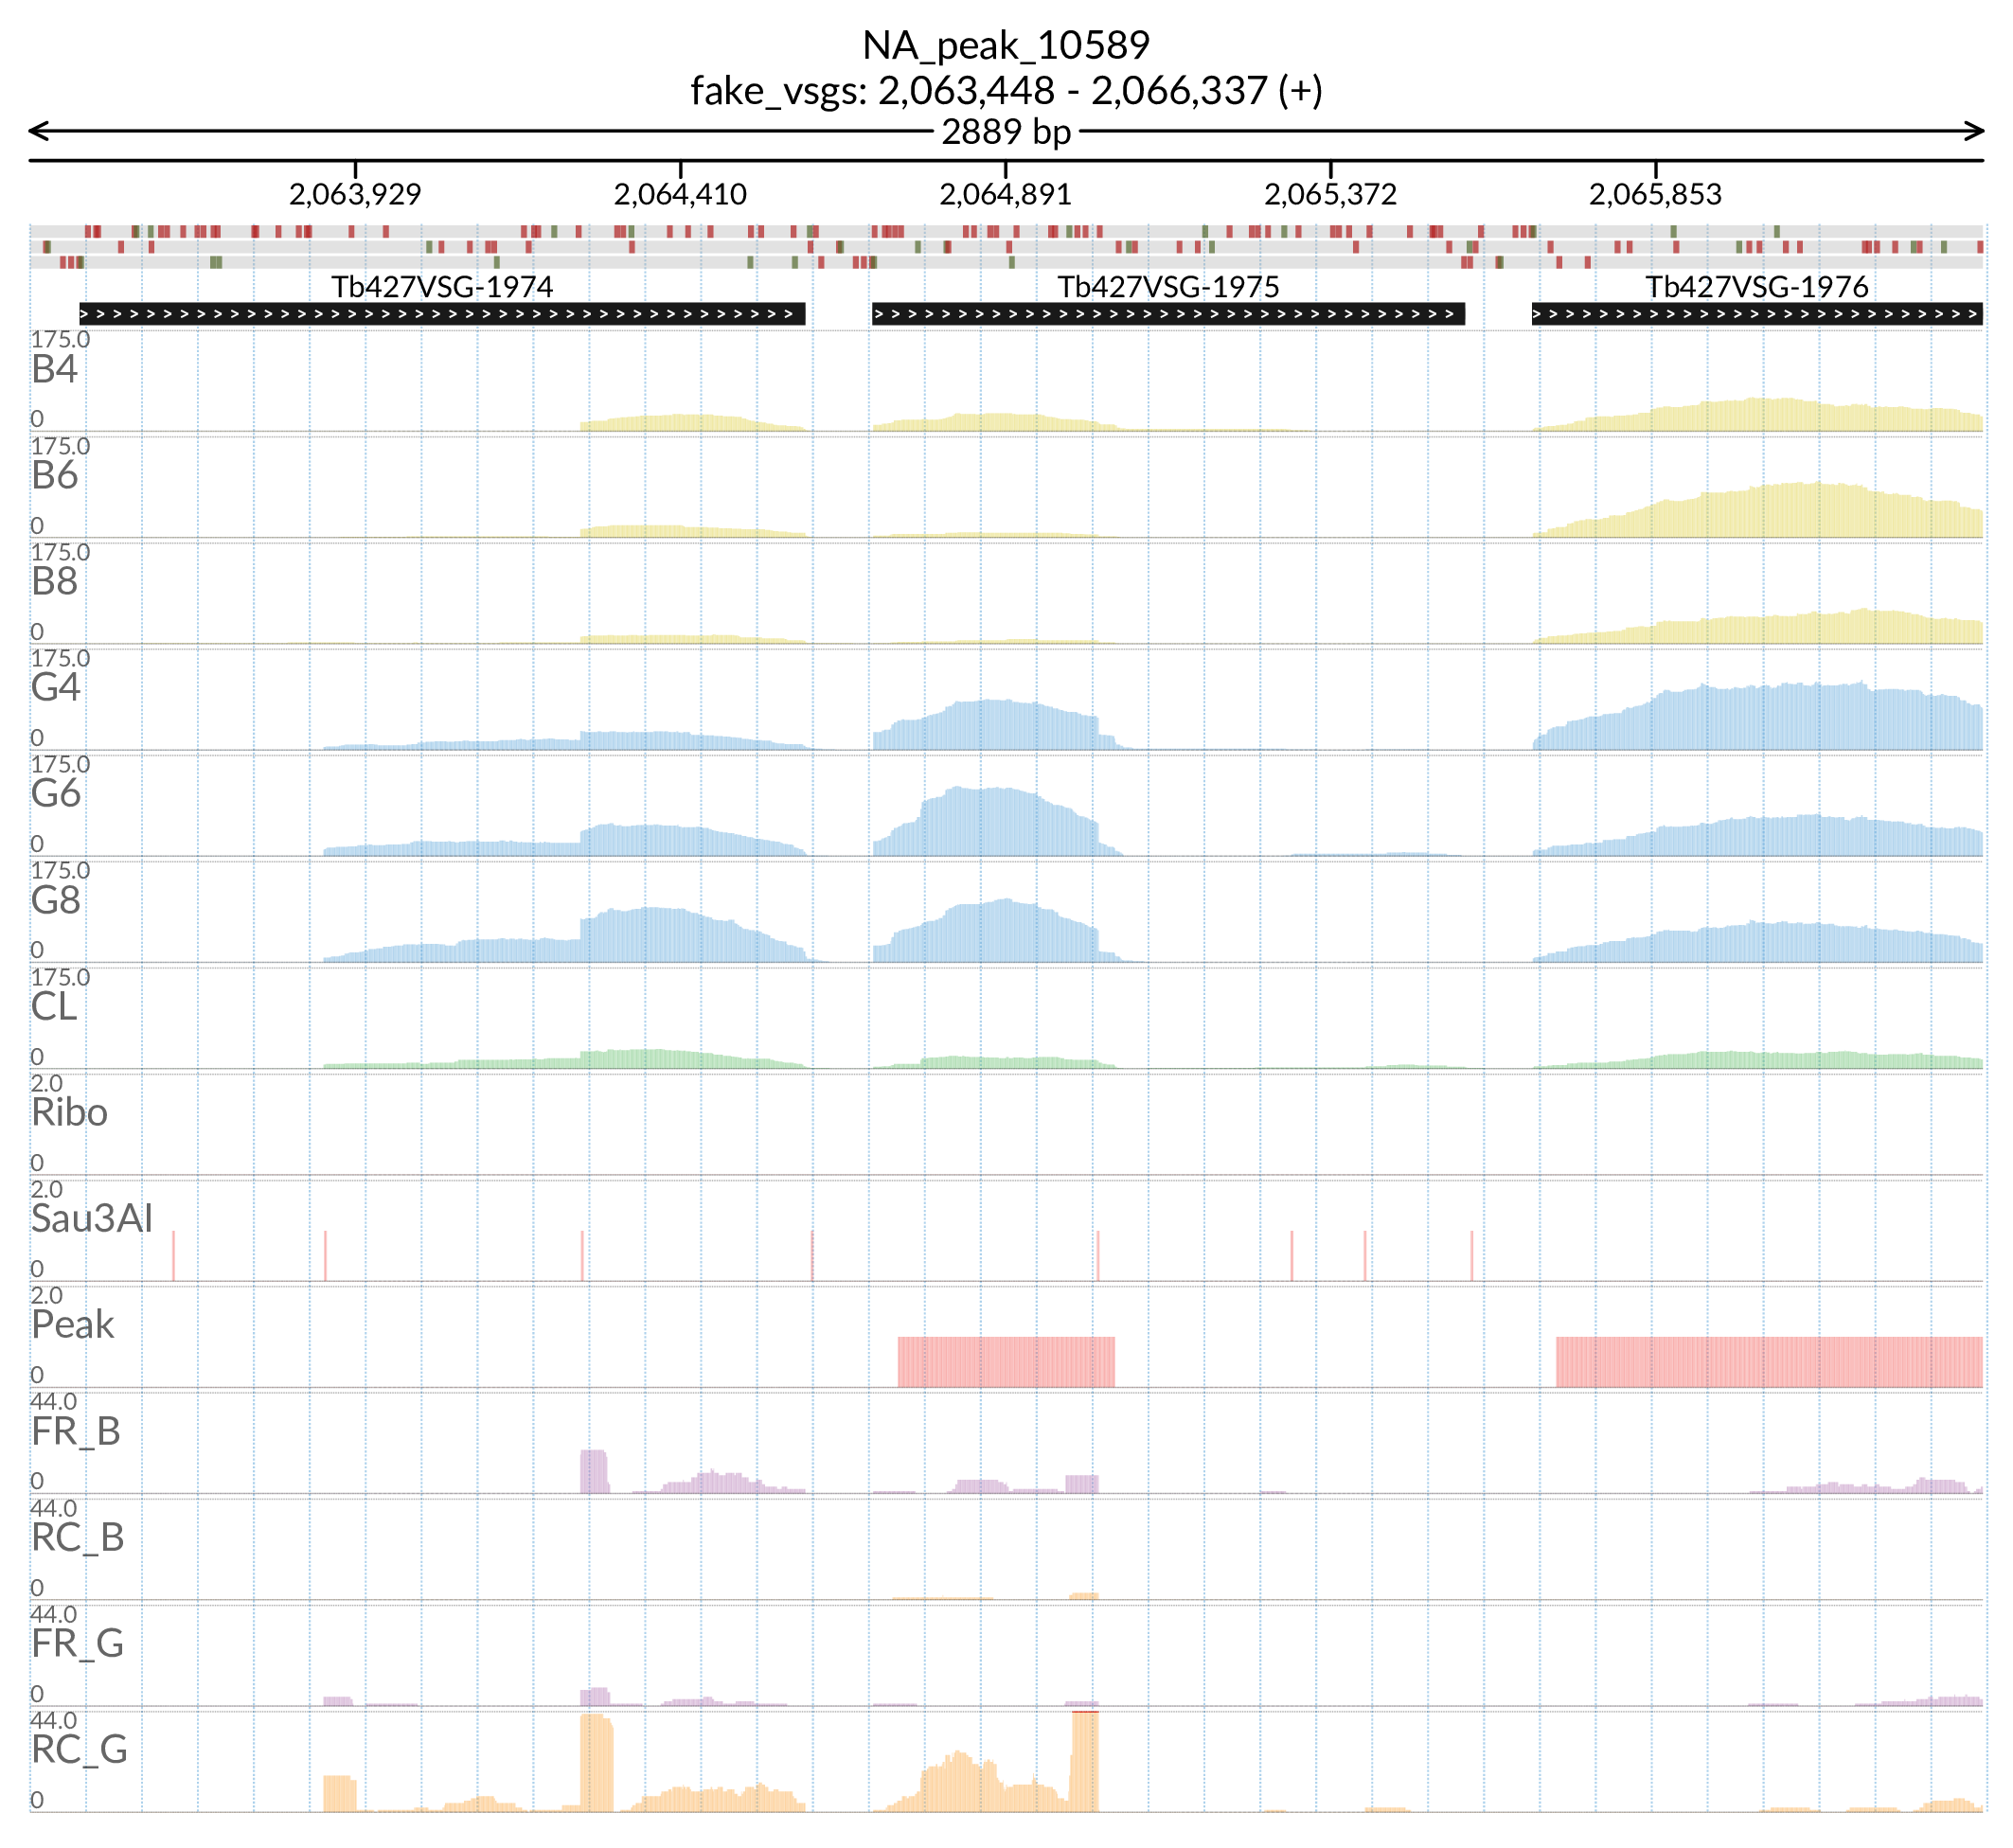 NA_peak_10589
fake_vsgs: 2,063,448 - 2,066,337 (+)
2889 bp
2,063,929 2,064,410 2,064,891 2,065,372 2,065,853
Tb427VSG-1974 Tb427VSG-1975 Tb427VSG-1976
175.0
B4
0
175.0
B6
0
175.0
B8
0
175.0
G4
0
175.0
G6
0
175.0
G8
0
175.0
CL
0
2.0
Ribo
0
2.0
Sau3AI
0
2.0
Peak
0
44.0
FR_B
0
44.0
RC_B
0
44.0
FR_G
0
44.0
RC_G
0